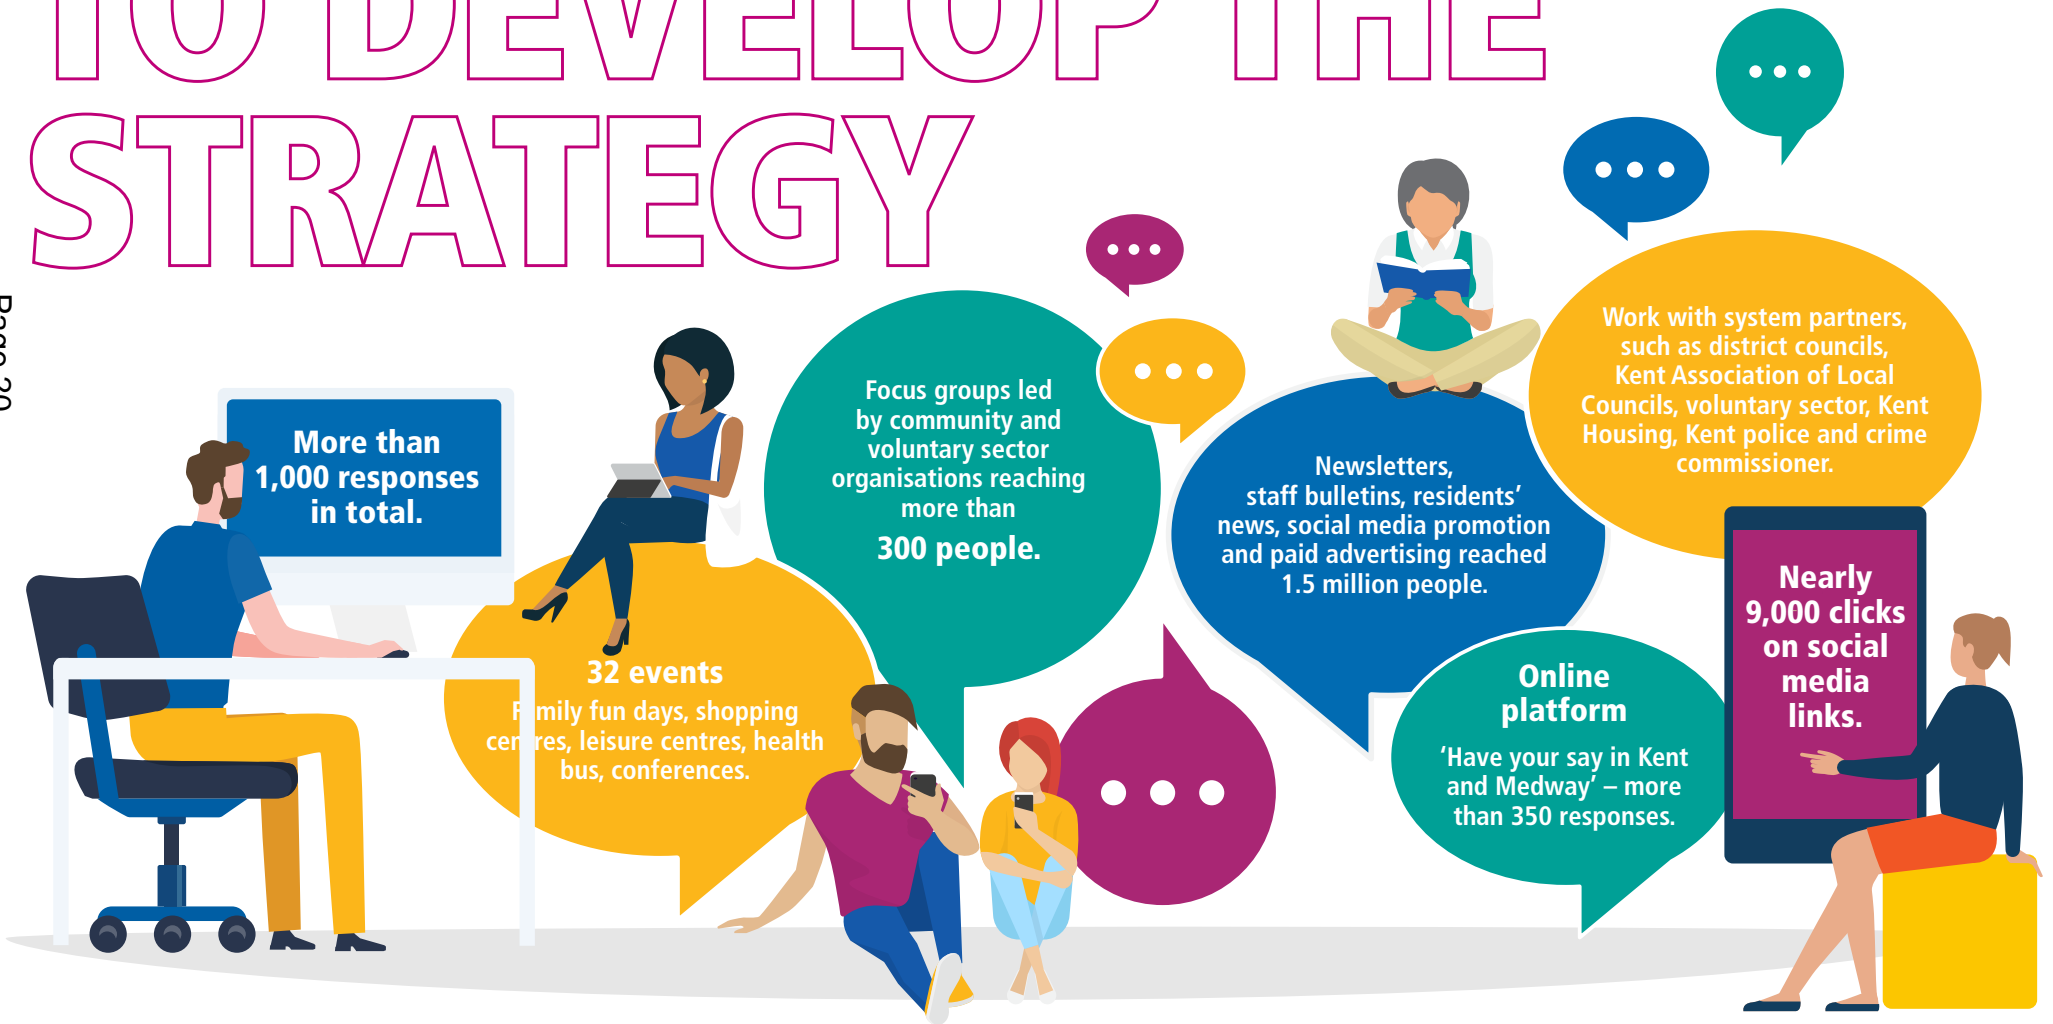 TO DEVELOP THE
STRATEGY
Page 20
More than
1,000 responses
in total.
32 events
Family fun days, shopping
centres, leisure centres, health
bus, conferences.
Focus groups led
by community and
voluntary sector
organisations reaching
more than
300 people.
Newsletters,
staff bulletins, residents’
news, social media promotion
and paid advertising reached
1.5 million people.
Work with system partners,
such as district councils,
Kent Association of Local
Councils, voluntary sector, Kent
Housing, Kent police and crime
commissioner.
Online
platform
‘Have your say in Kent
and Medway’ – more
than 350 responses.
Nearly
9,000 clicks
on social
media
links.